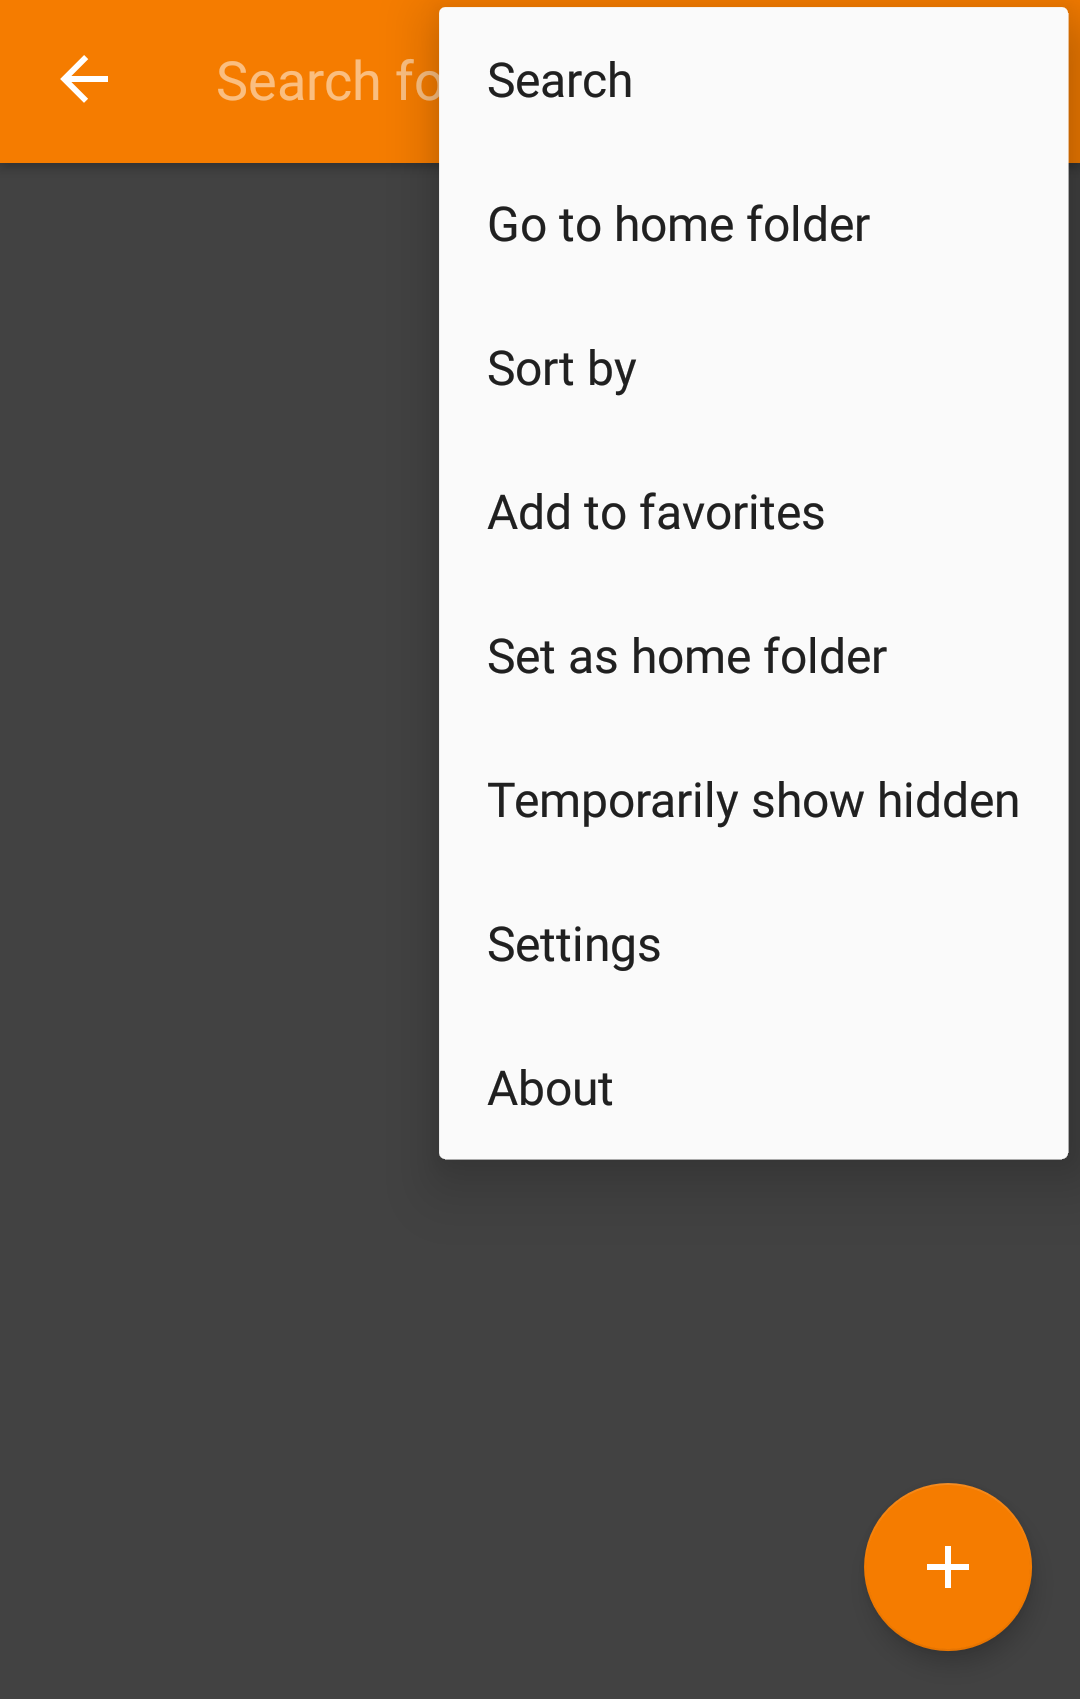 Search fo
Search
Go to home folder
Sort by
Add to favorites
Set as home folder
Temporarily show hidden
Settings
About